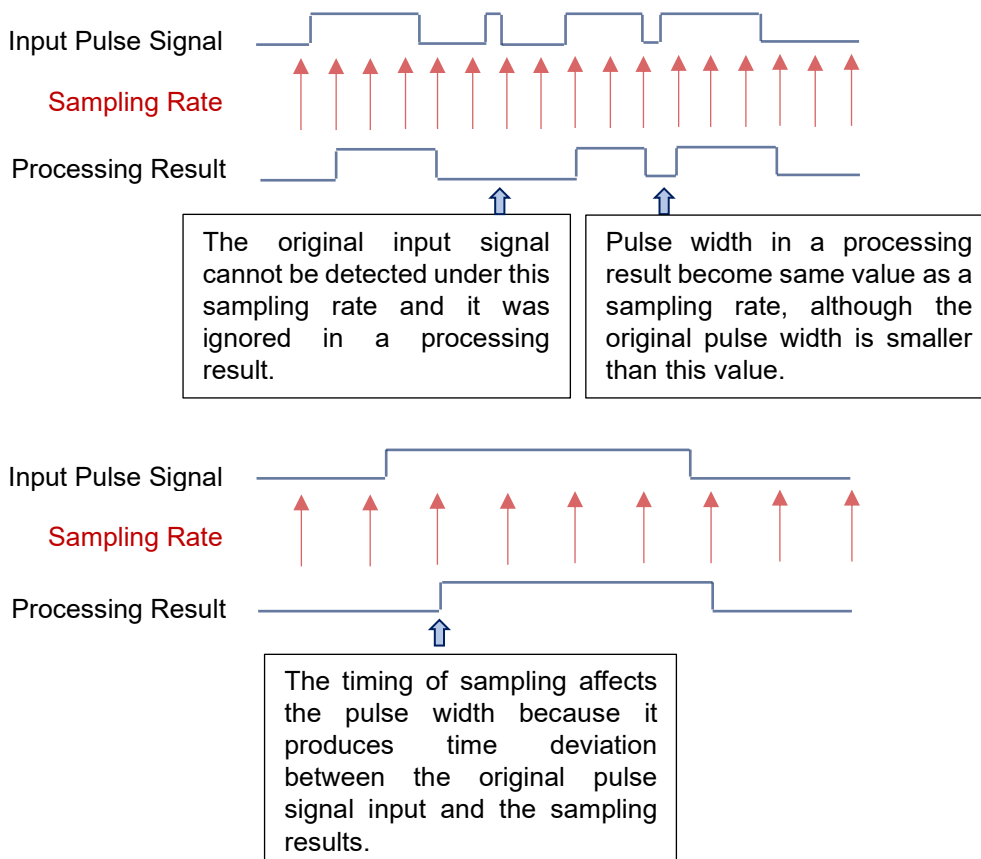 Input Pulse Signal
Sampling Rate
Processing Result
The original input signal
cannot be detected under this
sampling rate and it was
ignored in a processing
result.
Pulse width in a processing
result become same value as a
sampling rate, although the
original pulse width is smaller
than this value.
Input Pulse Signal
Sampling Rate
Processing Result
The timing of sampling affects
the pulse width because it
produces time deviation
between the original pulse
signal input and the sampling
results.